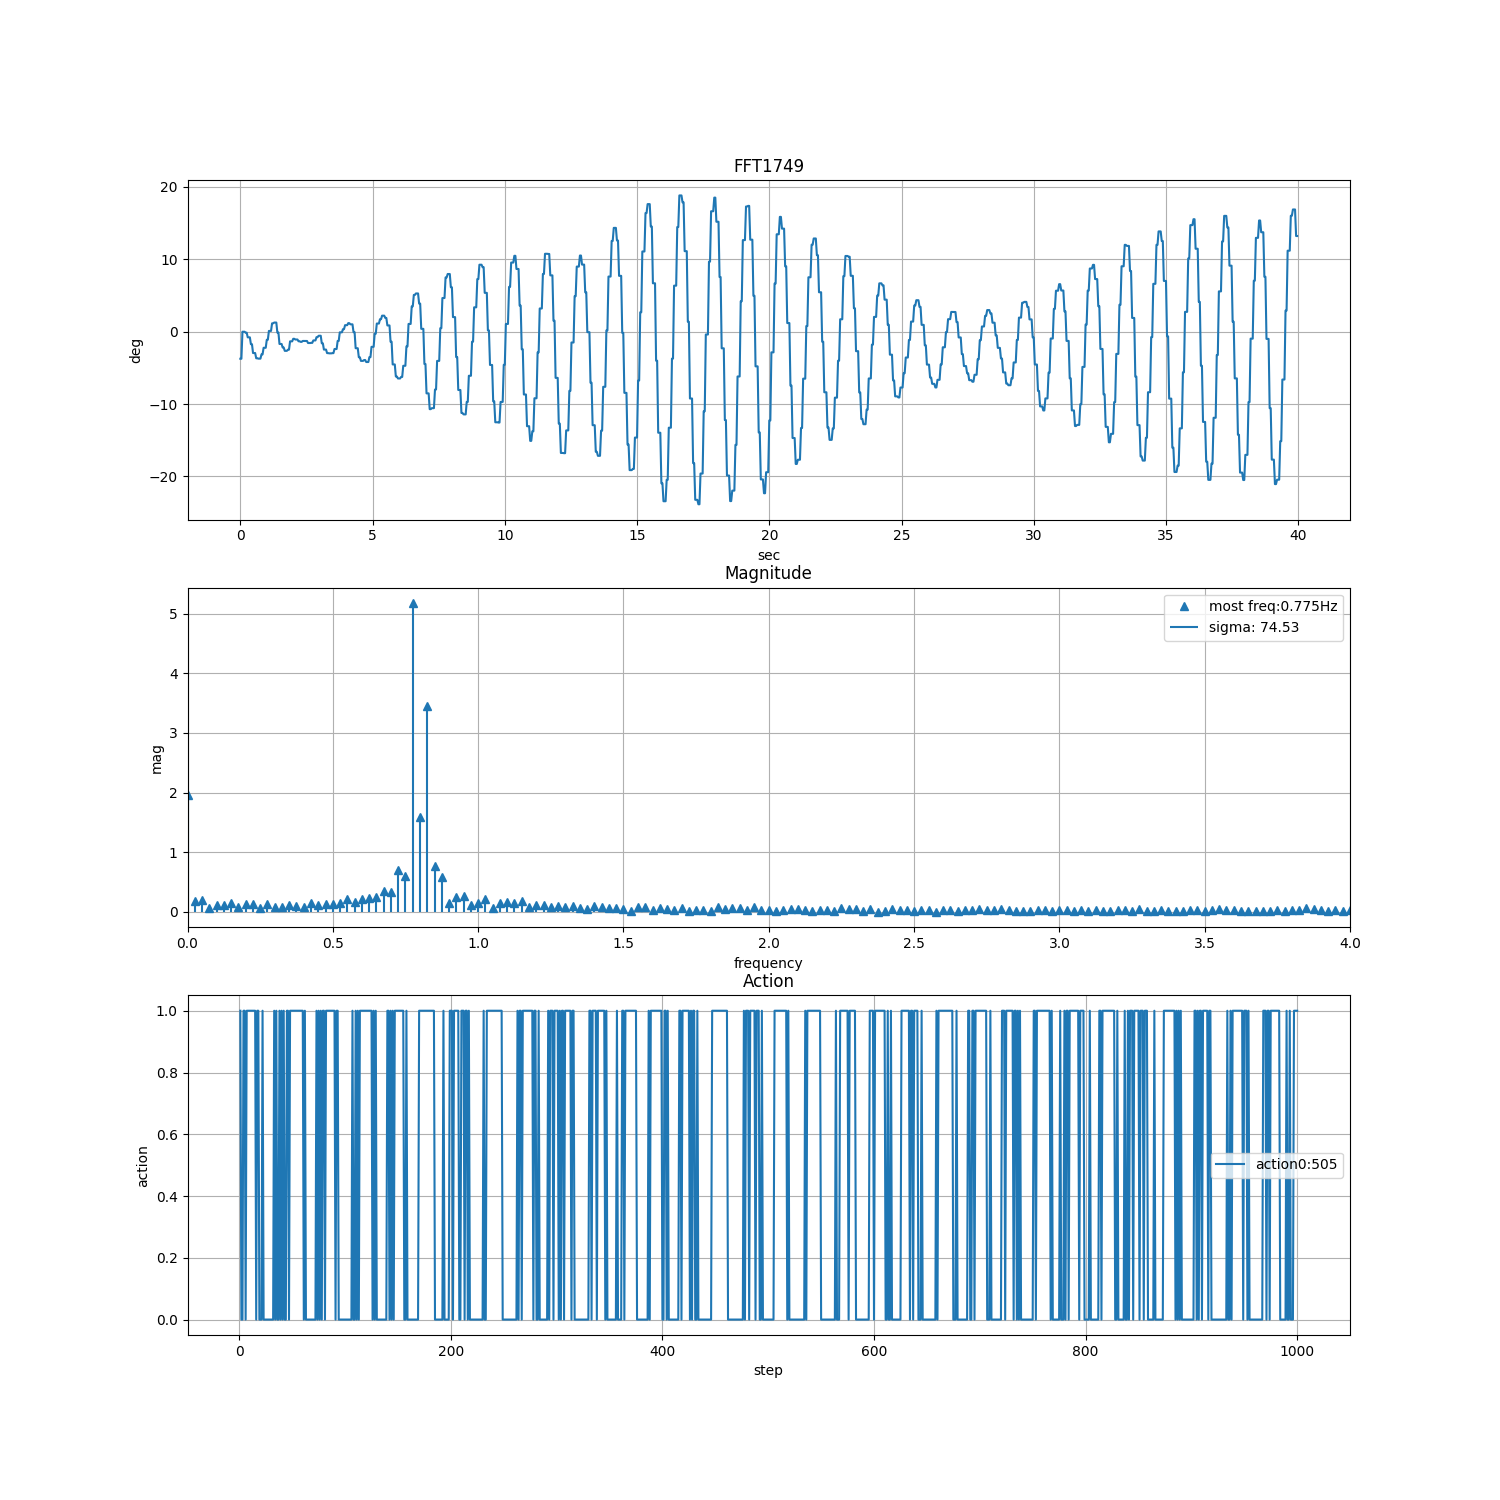 FFT1749
20
10
0
−10
−20
deg
0 5 10 15 20 25 30 35 40
sec
Magnitude
most freq:0.775Hz
sigma: 74.53
5
4
3
2
1
0
mag
0.0 0.5 1.0 1.5 2.0 2.5 3.0 3.5 4.0
frequency
Action
1.0
0.8
0.6
0.4
0.2
0.0
action
action0:505
0 200 400 600 800 1000
step